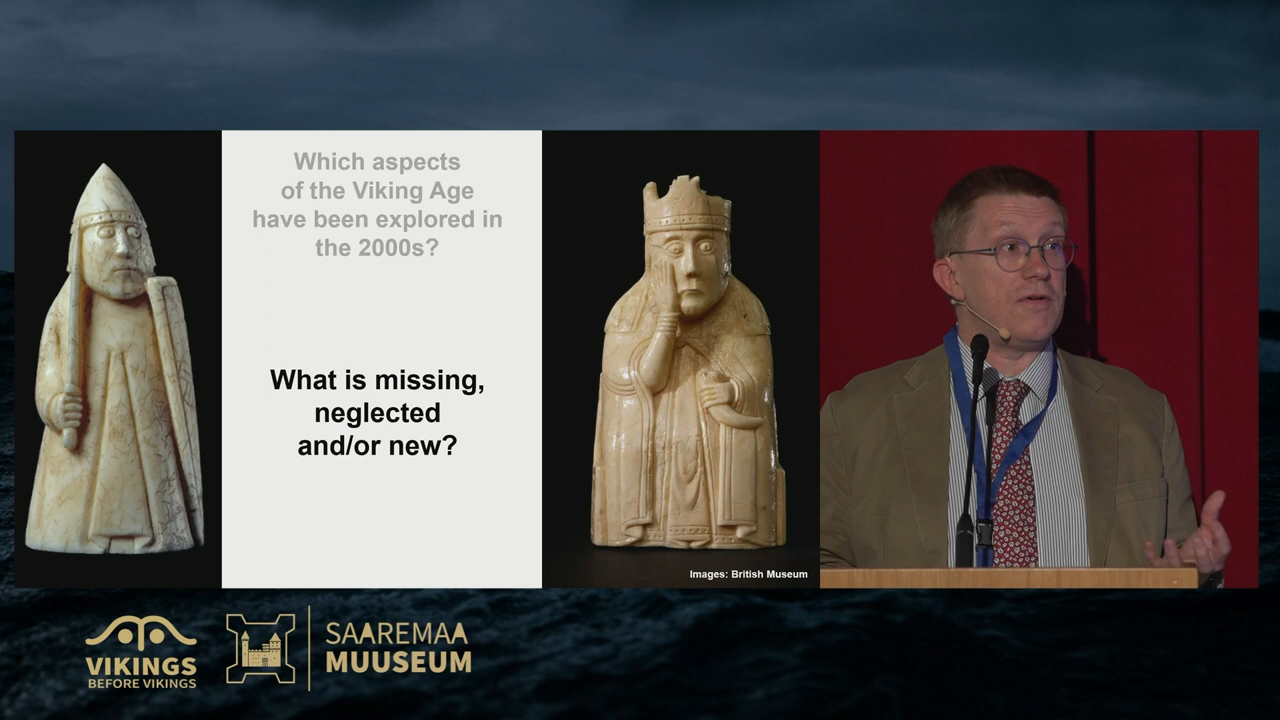 Which aspects
of the Viking Age
have been explored in
the 2000s?
What is missing,
neglected
and/or new?
Images: British Museum
VIKINGS
BEFORE VIKINGS
SAAREMAA
MUUSEUM